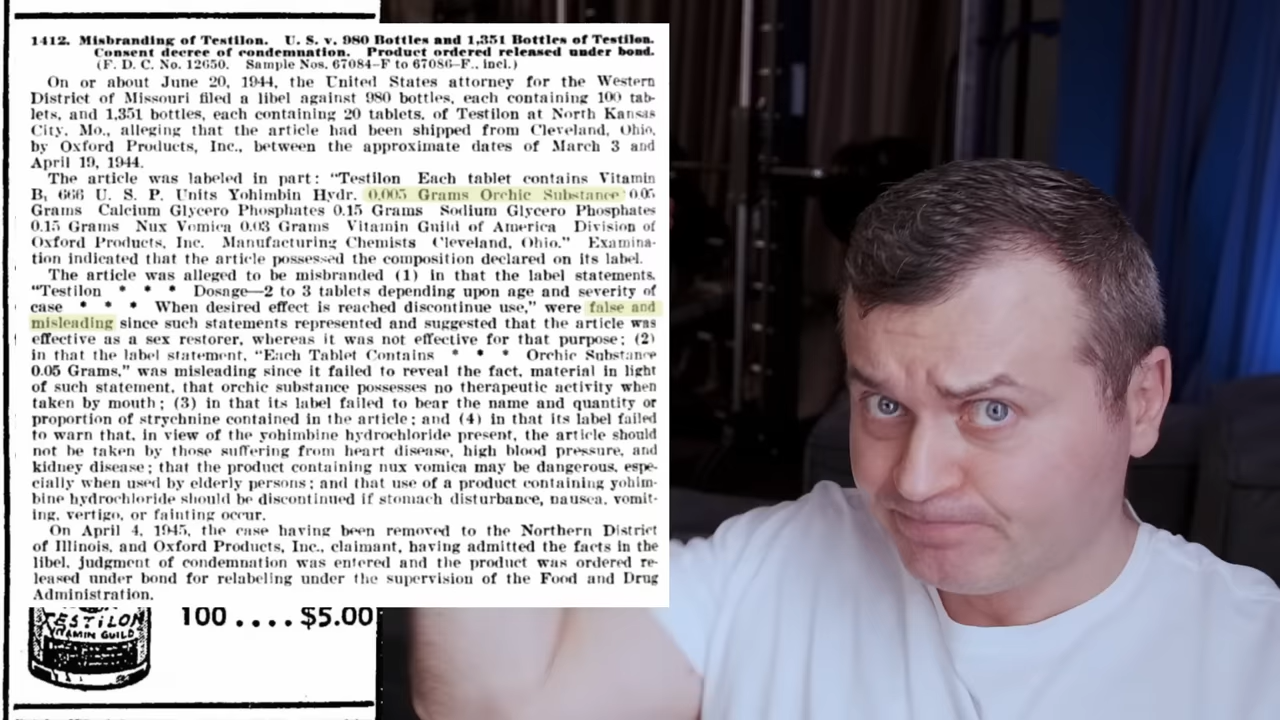 1412. Misbranding of Testilon. U. S. v. 980 Bottles and 1,351 Bottles of Testilon.
Consent decree of condemnation. Product ordered released under bond.
(F. D. C. No. 12650. Sample Nos. 67084–F to 67086–F., incl.)
On or about June 20, 1944, the United States attorney for the Western
District of Missouri filed a libel against 980 bottles, each containing 100 tab-
lets, and 1,351 bottles, each containing 20 tablets, of Testilon at North Kansas
City, Mo., alleging that the article had been shipped from Cleveland, Ohio,
by Oxford Products, Inc., between the approximate dates of March 3 and
April 19, 1944.
The article was labeled in part: "Testilon Each tablet contains Vitamin
B, 666 U. S. P. Units Yohimbin Hydr. 0.005 Grams Orchic Substance 0.05
Grams Calcium Glycero Phosphates 0.15 Grams Sodium Glycero Phosphates
0.15 Grams Nux Vomica 0.03 Grams Vitamin Guild of America Division of
Oxford Products, Inc. Manufacturing Chemists Cleveland, Ohio." Examina-
tion indicated that the article possessed the composition declared on its label.
The article was alleged to be misbranded (1) in that the label statements,
"Testilon * * * Dosage—2 to 3 tablets depending upon age and severity of
case * * * When desired effect is reached discontinue use," were false and
misleading since such statements represented and suggested that the article was
effective as a sex restorer, whereas it was not effective for that purpose; (2)
in that the label statement, "Each Tablet Contains * * * Orchic Substance
0.05 Grams," was misleading since it failed to reveal the fact, material in light
of such statement, that orchic substance possesses no therapeutic activity when
taken by mouth; (3) in that its label failed to bear the name and quantity or
proportion of strychnine contained in the article; and (4) in that its label failed
to warn that, in view of the yohimbine hydrochloride present, the article should
not be taken by those suffering from heart disease, high blood pressure, and
kidney disease; that the product containing nux vomica may be dangerous, espe-
cially when used by elderly persons; and that use of a product containing yohim-
bine hydrochloride should be discontinued if stomach disturbance, nausea, vomit-
ing, vertigo, or fainting occur.
On April 4, 1945, the case having been removed to the Northern District
of Illinois, and Oxford Products, Inc., claimant, having admitted the facts in the
libel, judgment of condemnation was entered and the product was ordered re-
leased under bond for relabeling under the supervision of the Food and Drug
Administration.
TESTILON
VITAMIN GUILD
100 .... $5.00